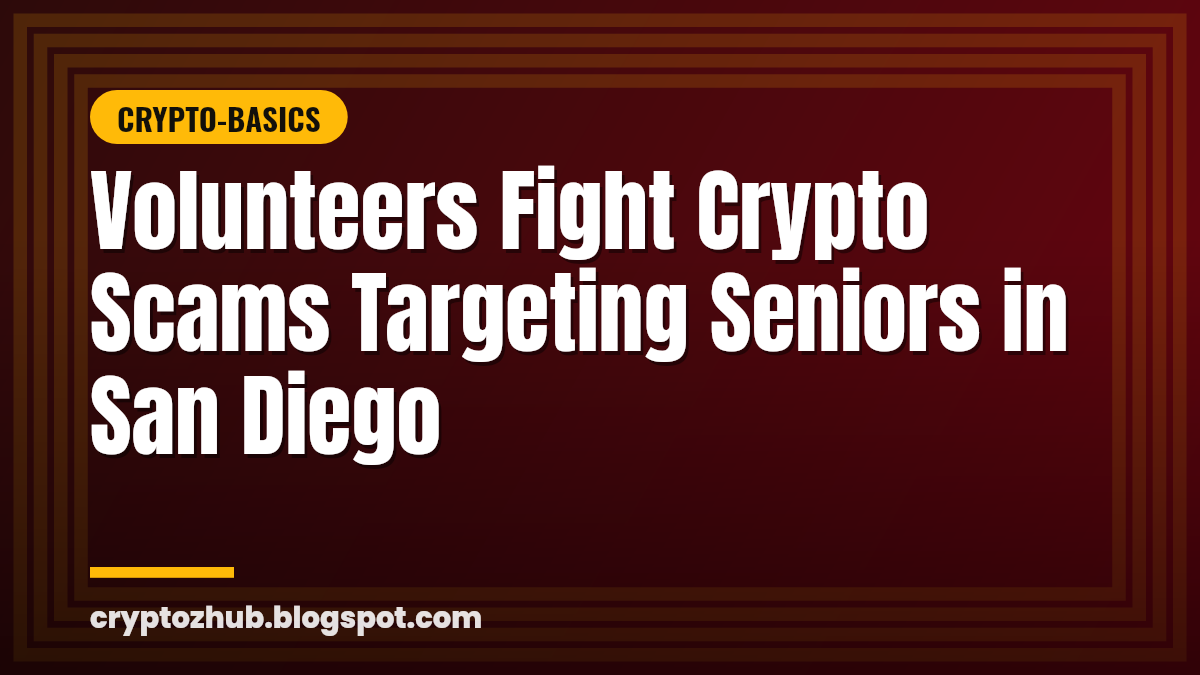 CRYPTO-BASICS
Volunteers Fight Crypto
Scams Targeting Seniors in
San Diego
cryptozhub.blogspot.com